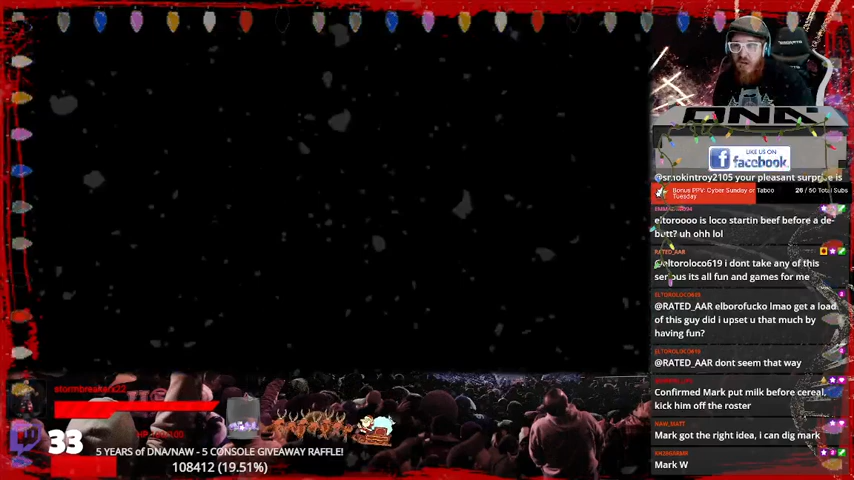 DNA
LIKE US ON
facebook
@smokintroy2105 your pleasant surprise is
Bonus PPV: Cyber Sunday or Taboo
Tuesday
26 / 50 Total Subs
eltoroooo is loco startin beef before a de-
butt? uh ohh lol
RATED_AAR
@eltoroloco619 i dont take any of this
serious its all fun and games for me
ELTOROLOCO619
@RATED_AAR elborofucko lmao get a load
of this guy did i upset u that much by
having fun?
ELTOROLOCO619
@RATED_AAR dont seem that way
Confirmed Mark put milk before cereal,
kick him off the roster
NAW_MATT
Mark got the right idea, i can dig mark
Mark W
stormbreakerx22
33
5 YEARS of DNA/NAW - 5 CONSOLE GIVEAWAY RAFFLE!
108412 (19.51%)